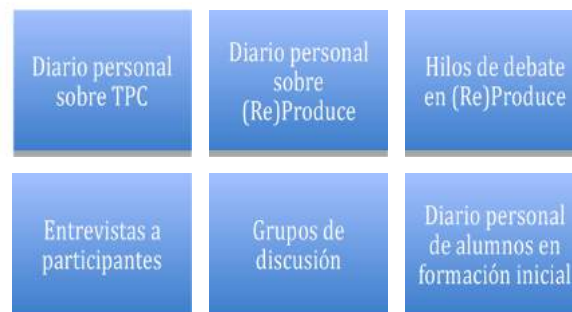 Diario personal
sobre TPC
Diario personal
sobre
(Re)Produce
Hilos de debate
en (Re)Produce
Entrevistas a
participantes
Grupos de
discusión
Diario personal
de alumnos en
formación inicial